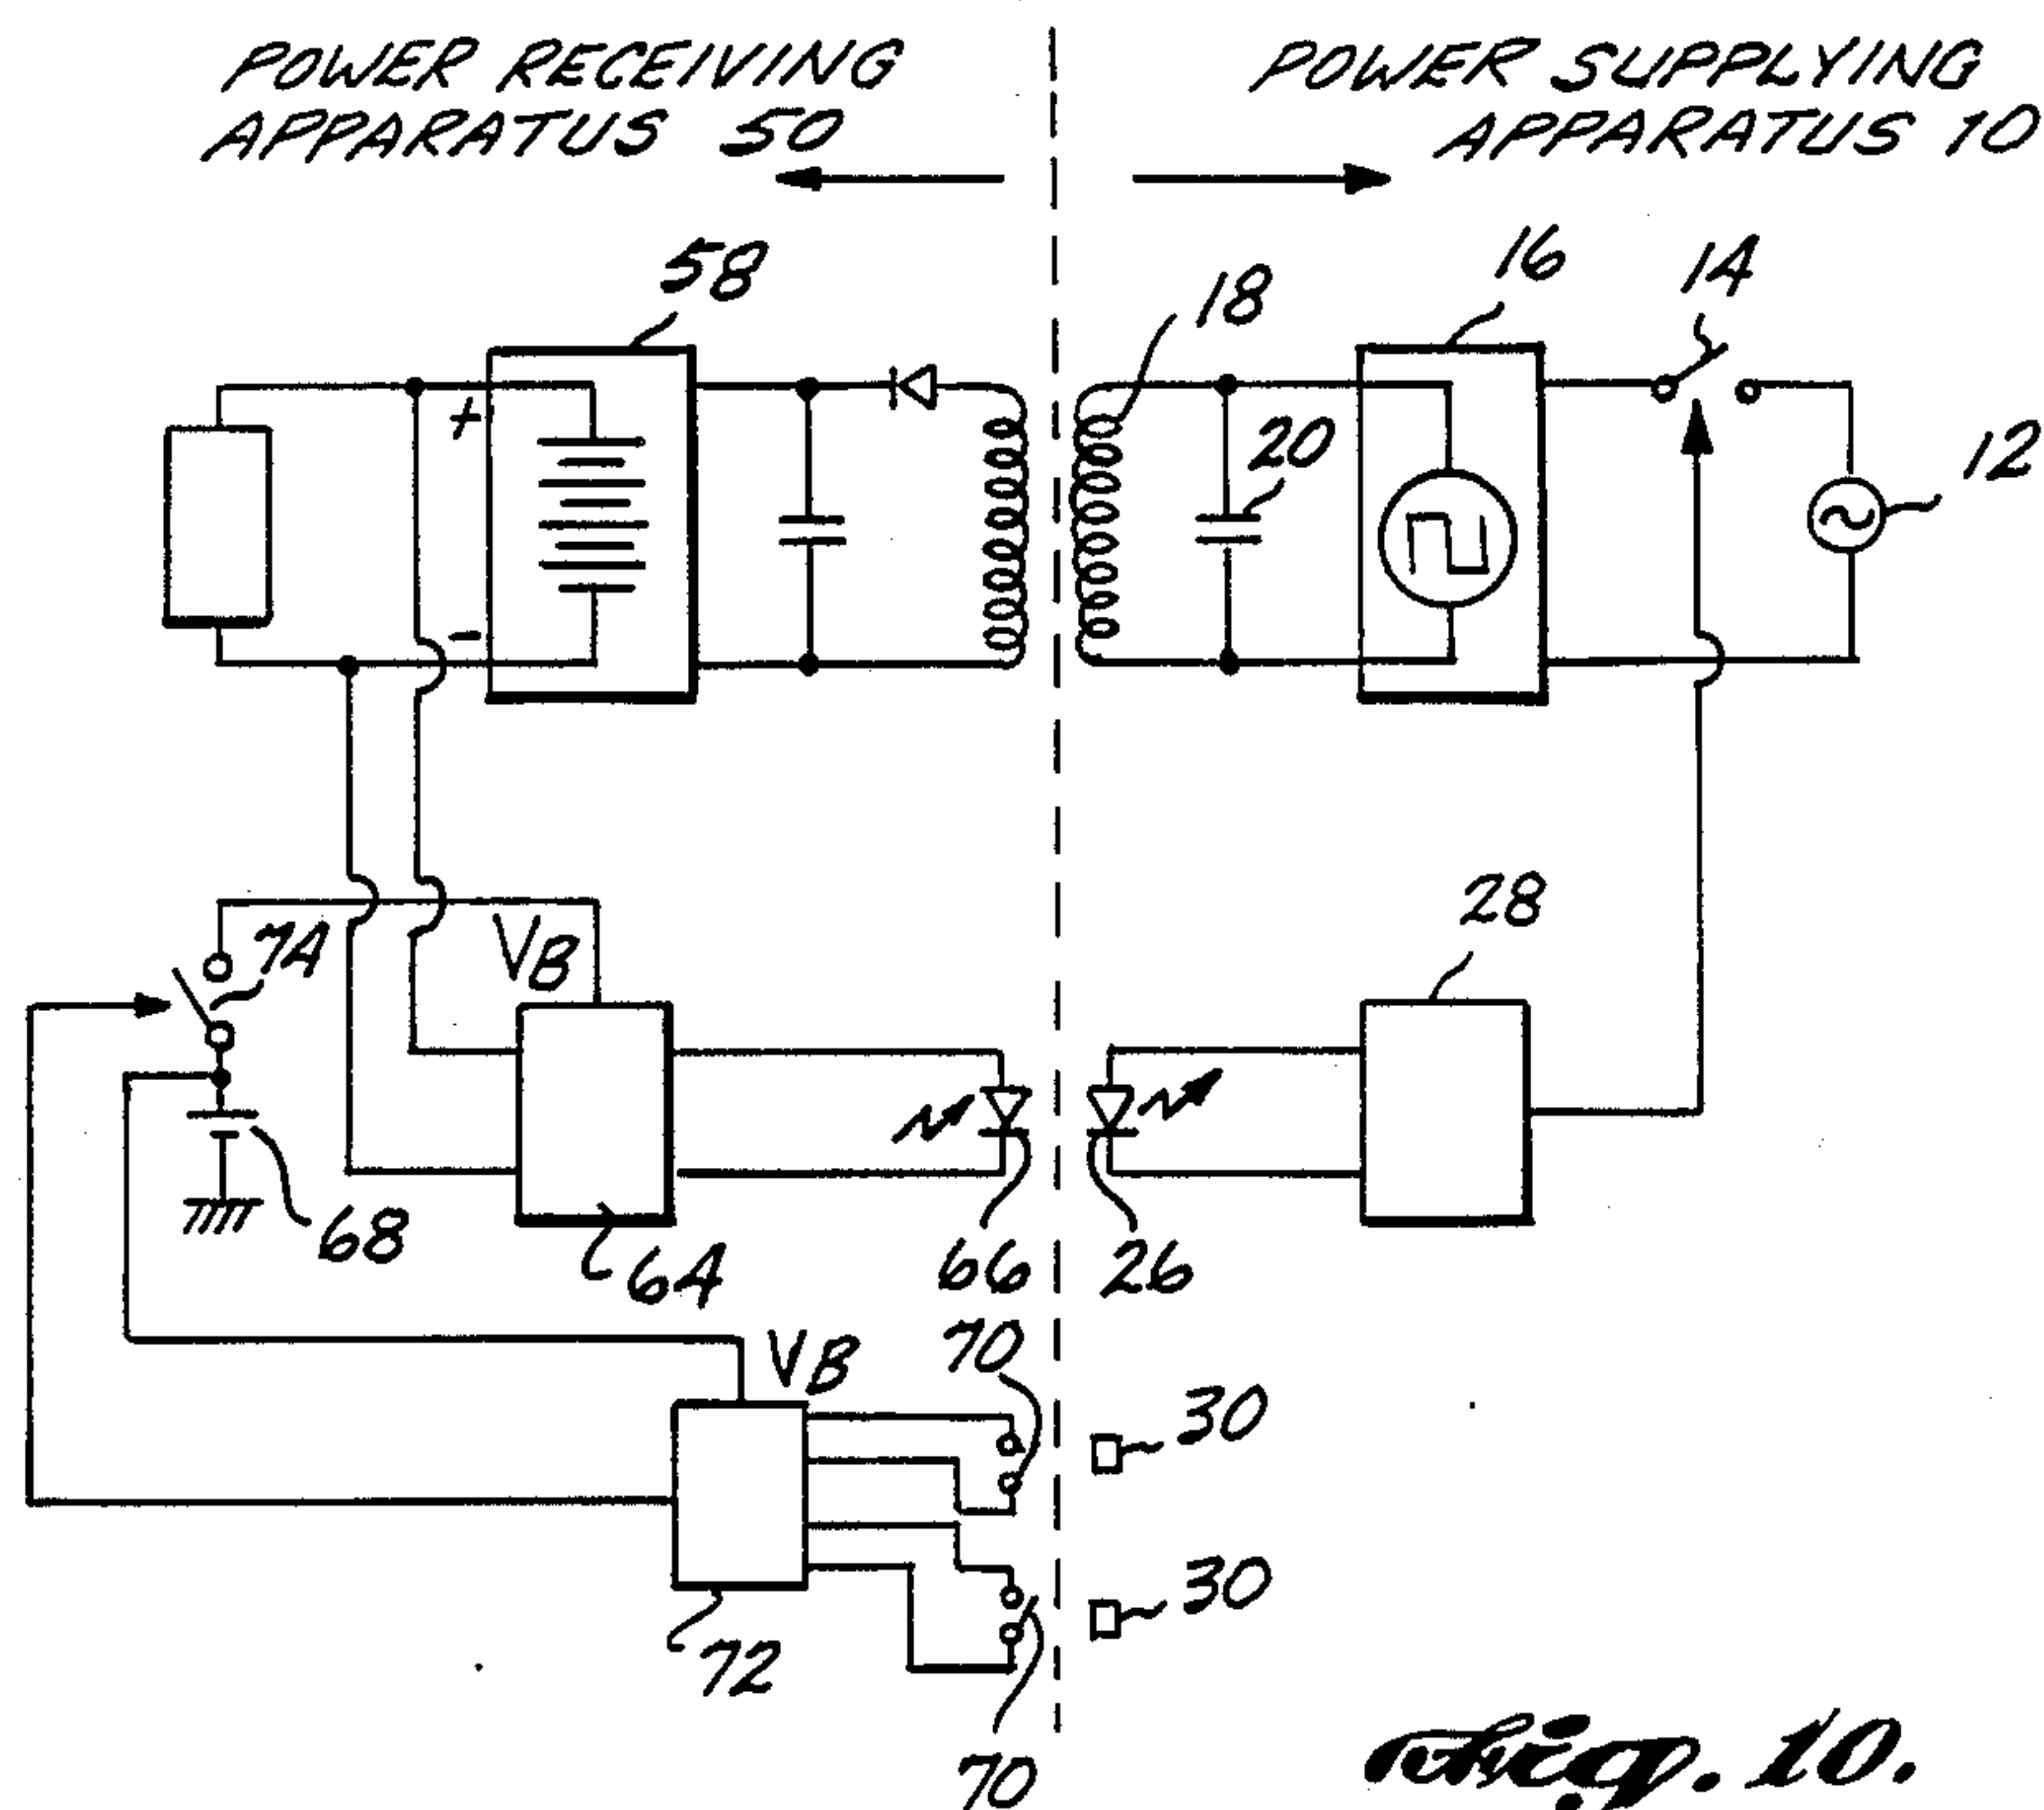 POWER RECEIVING
APPARATUS 50
POWER SUPPLYING
APPARATUS 10
58
18
16
14
+
20
12
-
74
VB
28
68
64
66
26
VB
70
30
30
72
70
Fig. 10.